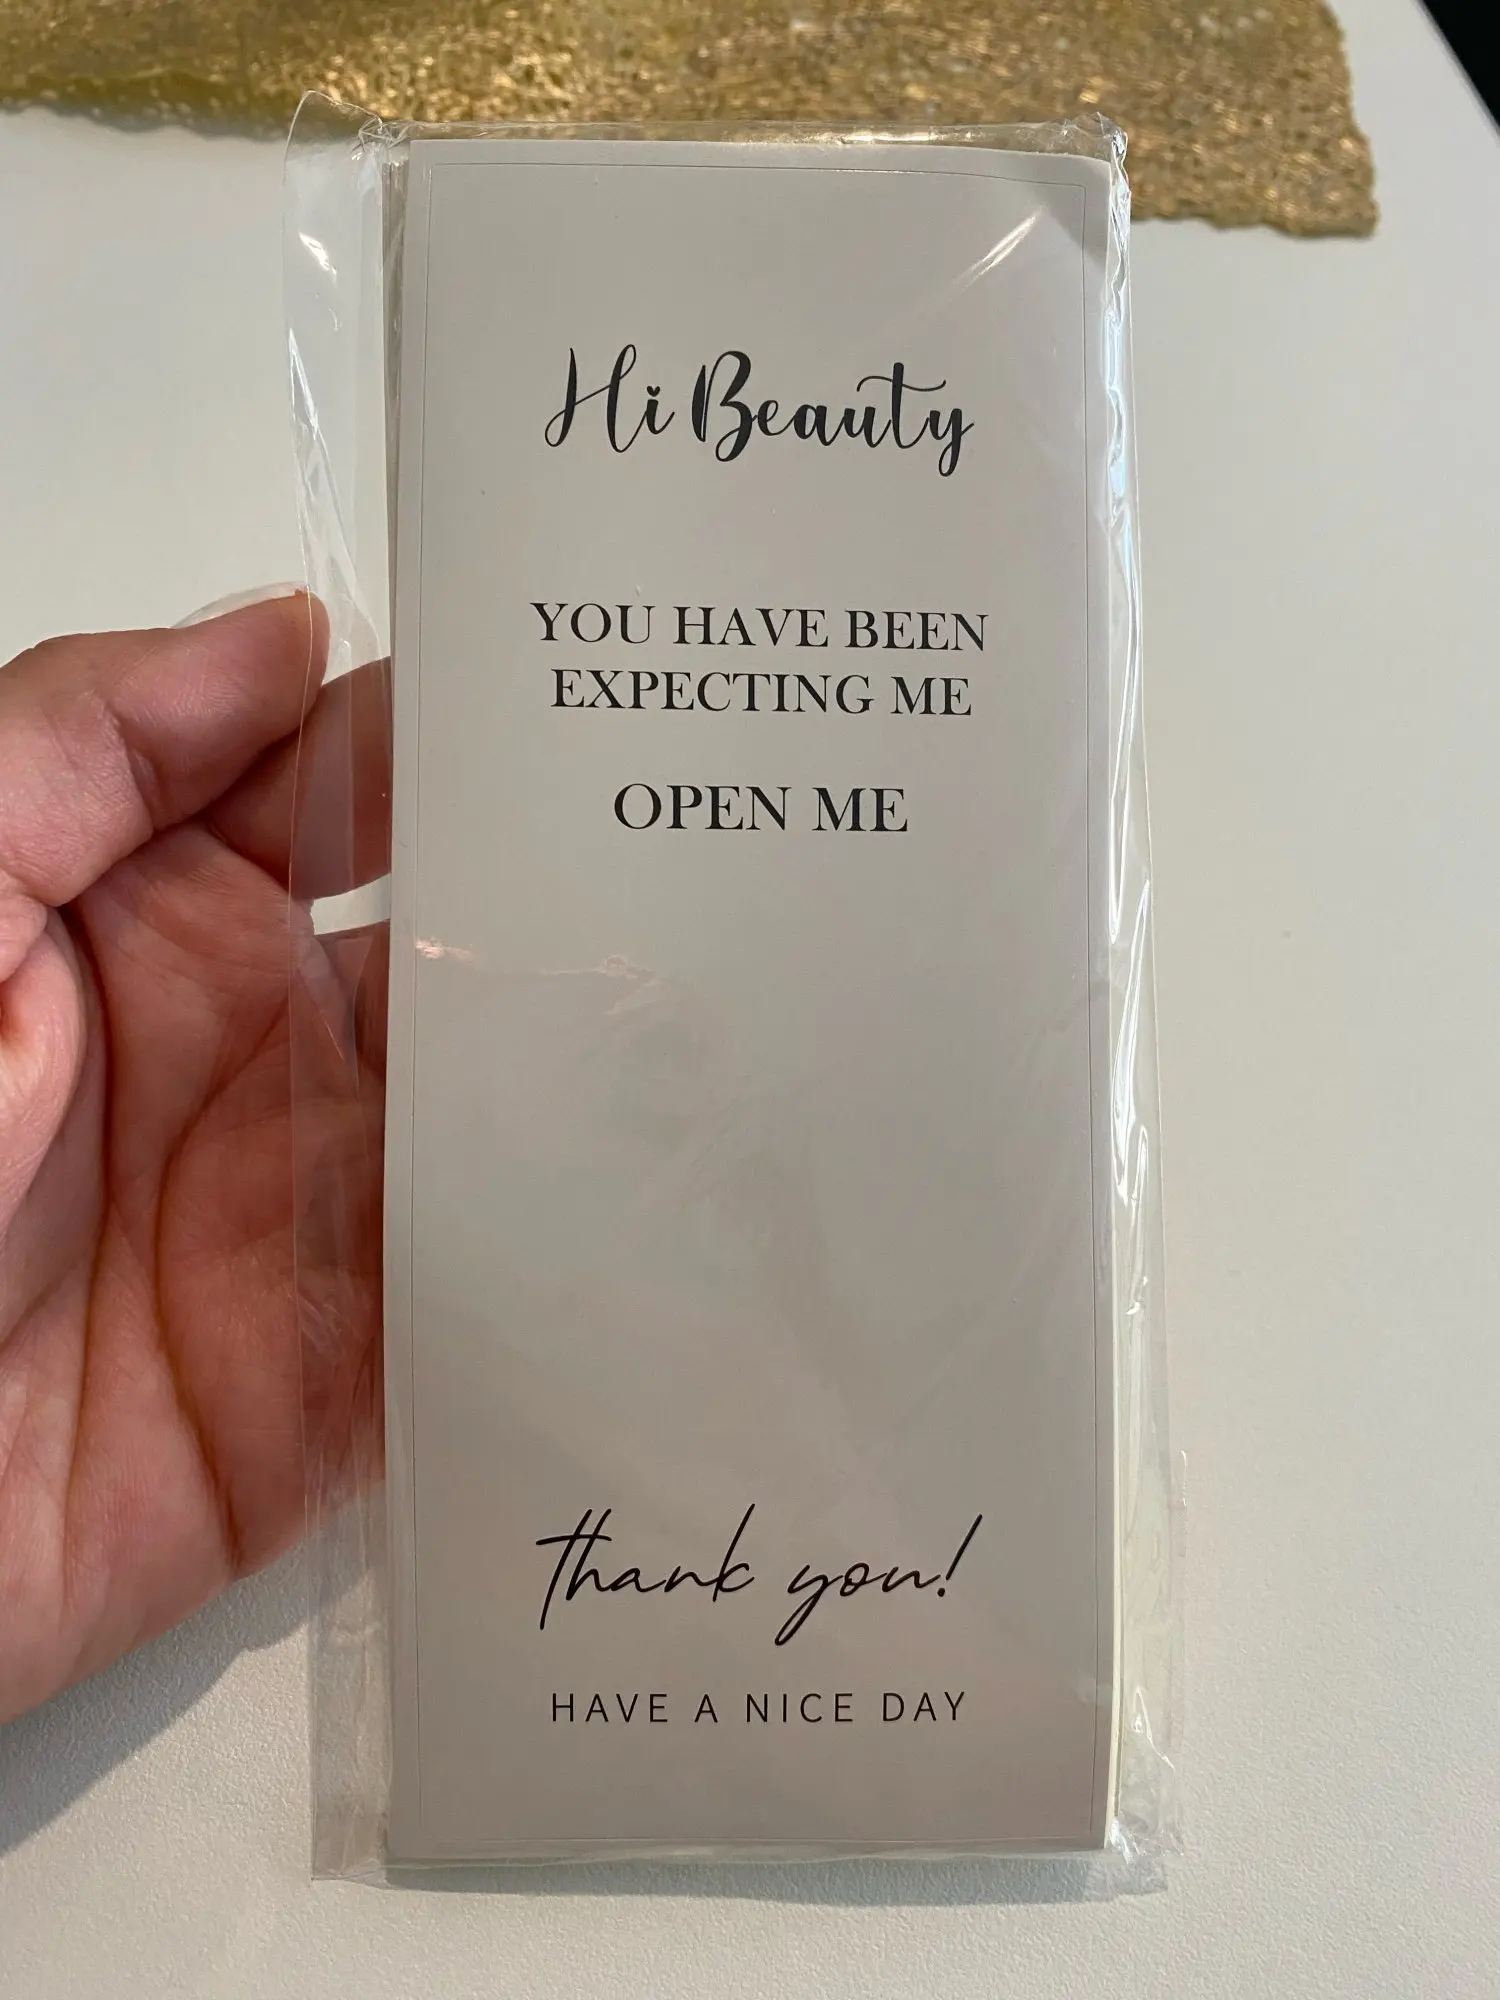 Hi Beauty
YOU HAVE BEEN
EXPECTING ME
OPEN ME
thank you!
HAVE A NICE DAY